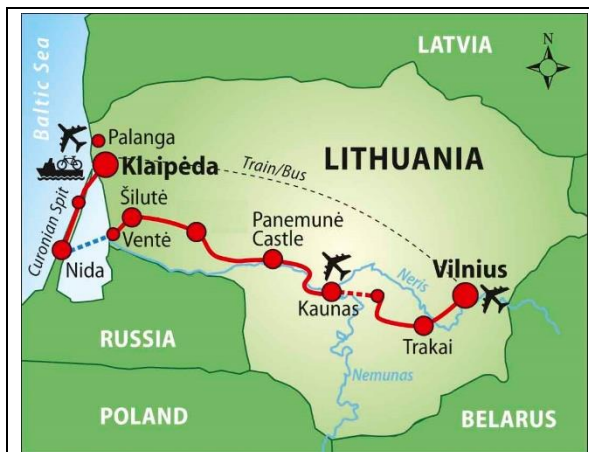 LATVIA
N
Baltic Sea
Palanga
Klaipėda
Train/Bus
LITHUANIA
Šilutė
Curonian Spit
Ventė
Panemunė
Castle
Nida
Neris
Vilnius
Kaunas
Trakai
RUSSIA
Nemunas
POLAND
BELARUS